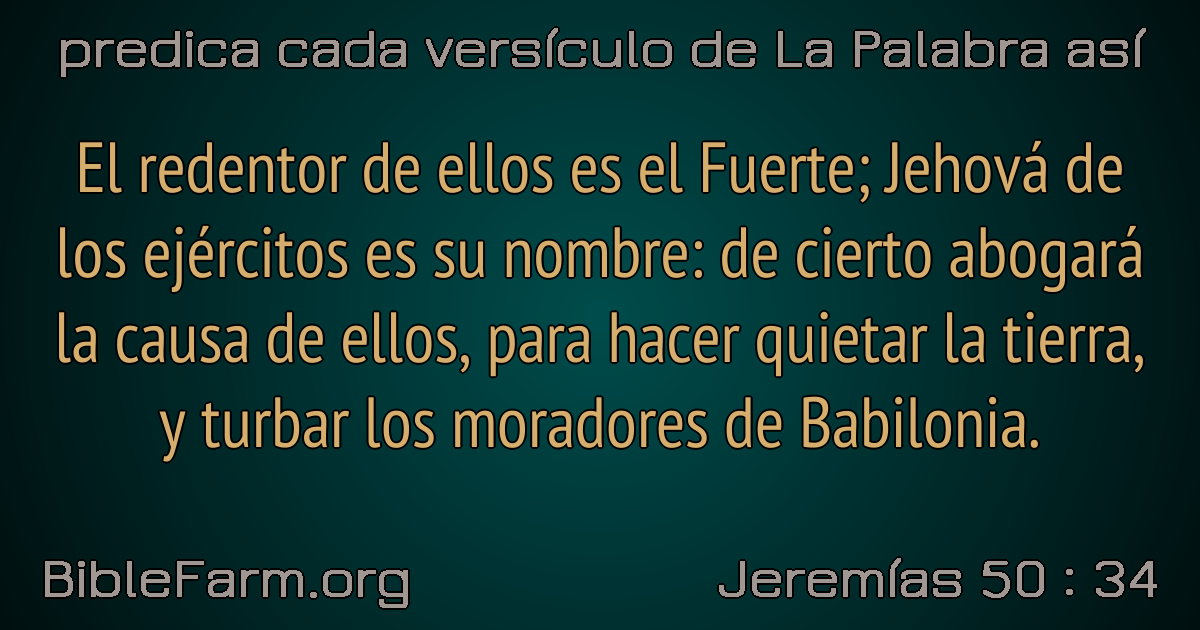 predica cada versículo de La Palabra así
El redentor de ellos es el Fuerte; Jehová de
los ejércitos es su nombre: de cierto abogará
la causa de ellos, para hacer quietar la tierra,
y turbar los moradores de Babilonia.
BibleFarm.org
Jeremías 50 : 34